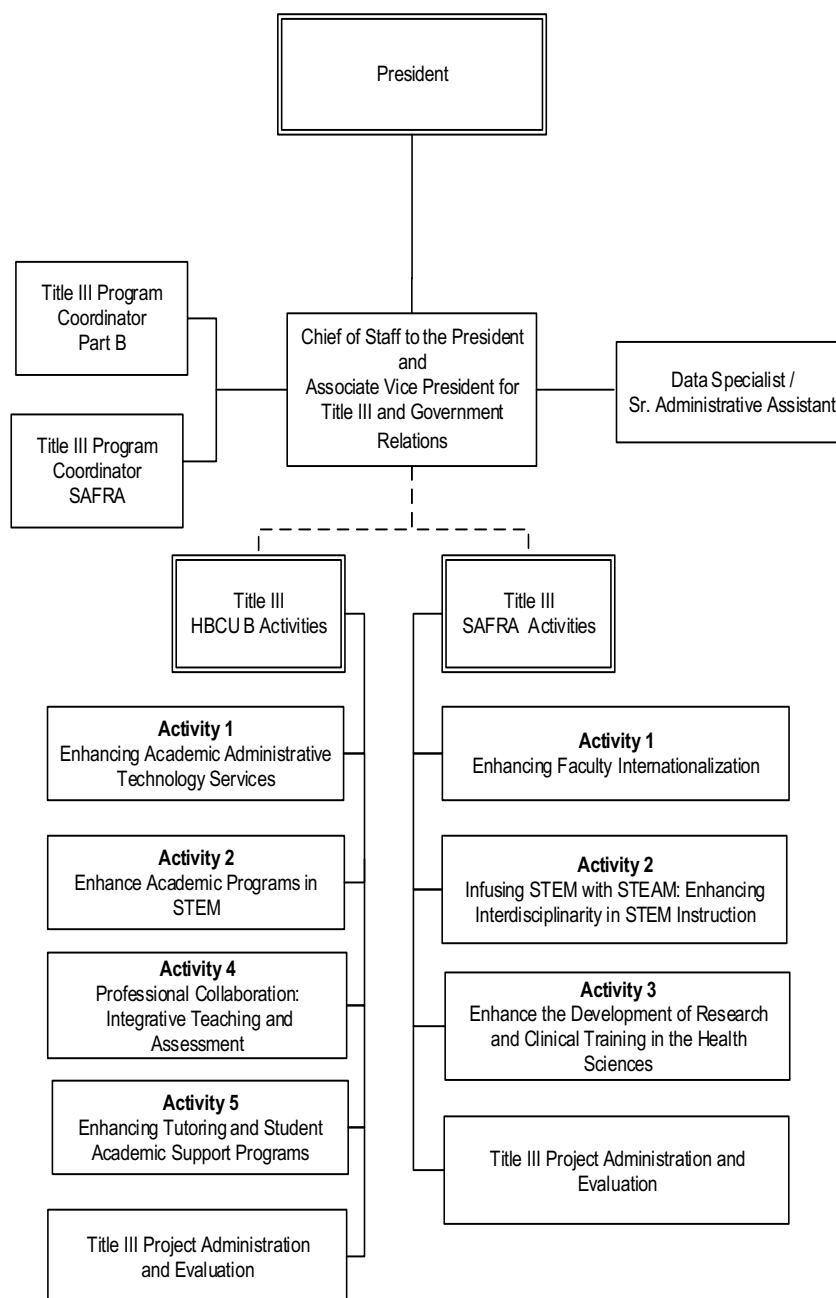 President
Title III Program
Coordinator
Part B
Chief of Staff to the President
and
Associate Vice President for
Title III and Government
Relations
Data Specialist /
Sr. Administrative Assistant
Title III Program
Coordinator
SAFRA
Title III
HBCU B Activities
Title III
SAFRA Activities
Activity 1
Enhancing Academic Administrative
Technology Services
Activity 2
Enhance Academic Programs in
STEM
Activity 4
Professional Collaboration:
Integrative Teaching and
Assessment
Activity 5
Enhancing Tutoring and Student
Academic Support Programs
Title III Project Administration
and Evaluation
Activity 1
Enhancing Faculty Internationalization
Activity 2
Infusing STEM with STEAM: Enhancing
Interdisciplinarity in STEM Instruction
Activity 3
Enhance the Development of Research
and Clinical Training in the Health
Sciences
Title III Project Administration and
Evaluation